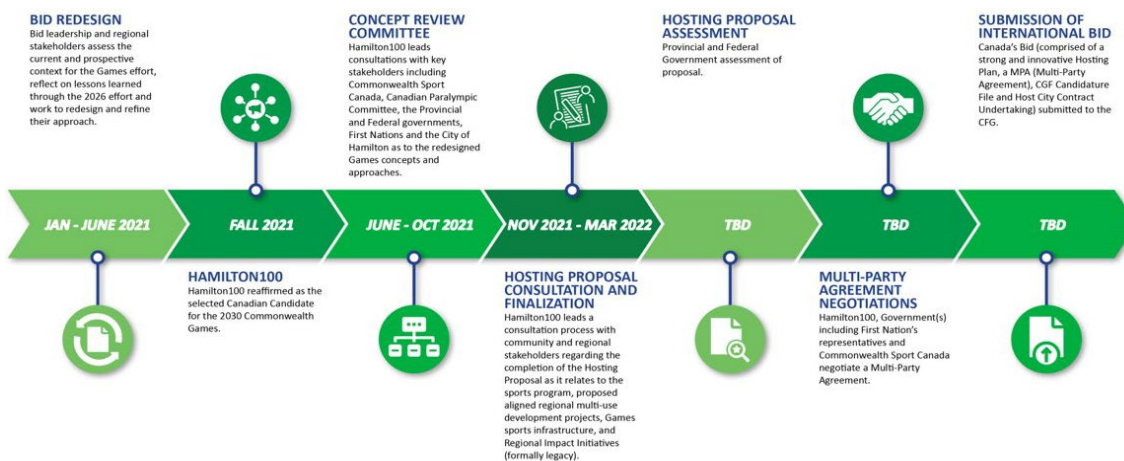 BID REDESIGN
Bid leadership and regional
stakeholders assess the
current and prospective
context for the Games effort,
reflect on lessons learned
through the 2026 effort and
work to redesign and refine
their approach.
CONCEPT REVIEW
COMMITTEE
Hamilton100 leads
consultations with key
stakeholders including
Commonwealth Sport
Canada, Canadian Paralympic
Committee, the Provincial
and Federal governments,
First Nations and the City of
Hamilton as to the redesigned
Games concepts and
approaches.
HOSTING PROPOSAL
ASSESSMENT
Provincial and Federal
Government assessment of
proposal.
SUBMISSION OF
INTERNATIONAL BID
Canada's Bid (comprised of a
strong and innovative Hosting
Plan, a MPA (Multi-Party
Agreement), CGF Candidature
File and Host City Contract
Undertaking) submitted to the
CFG.
JAN - JUNE 2021
FALL 2021
JUNE - OCT 2021
NOV 2021 - MAR 2022
TBD
TBD
TBD
HAMILTON100
Hamilton100 reaffirmed as the
selected Canadian Candidate
for the 2030 Commonwealth
Games.
HOSTING PROPOSAL
CONSULTATION AND
FINALIZATION
Hamilton100 leads a
consultation process with
community and regional
stakeholders regarding the
completion of the Hosting
Proposal as it relates to the
sports program, proposed
aligned regional multi-use
development projects, Games
sports infrastructure, and
Regional Impact Initiatives
(formally legacy).
MULTI-PARTY
AGREEMENT
NEGOTIATIONS
Hamilton100, Government(s)
including First Nation's
representatives and
Commonwealth Sport Canada
negotiate a Multi-Party
Agreement.